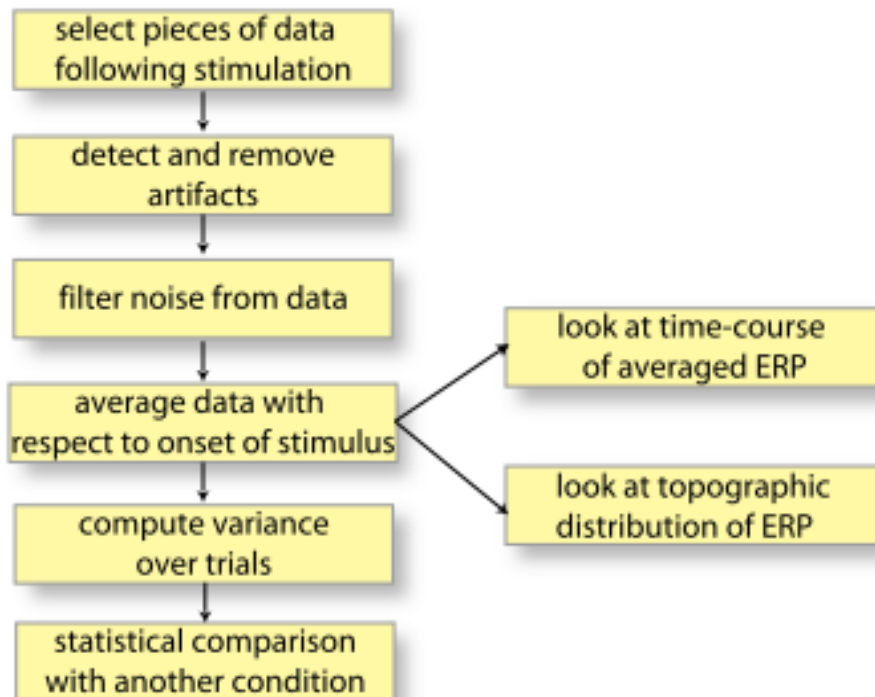 select pieces of data
following stimulation
detect and remove
artifacts
filter noise from data
average data with
respect to onset of stimulus
compute variance
over trials
statistical comparison
with another condition
look at time-course
of averaged ERP
look at topographic
distribution of ERP